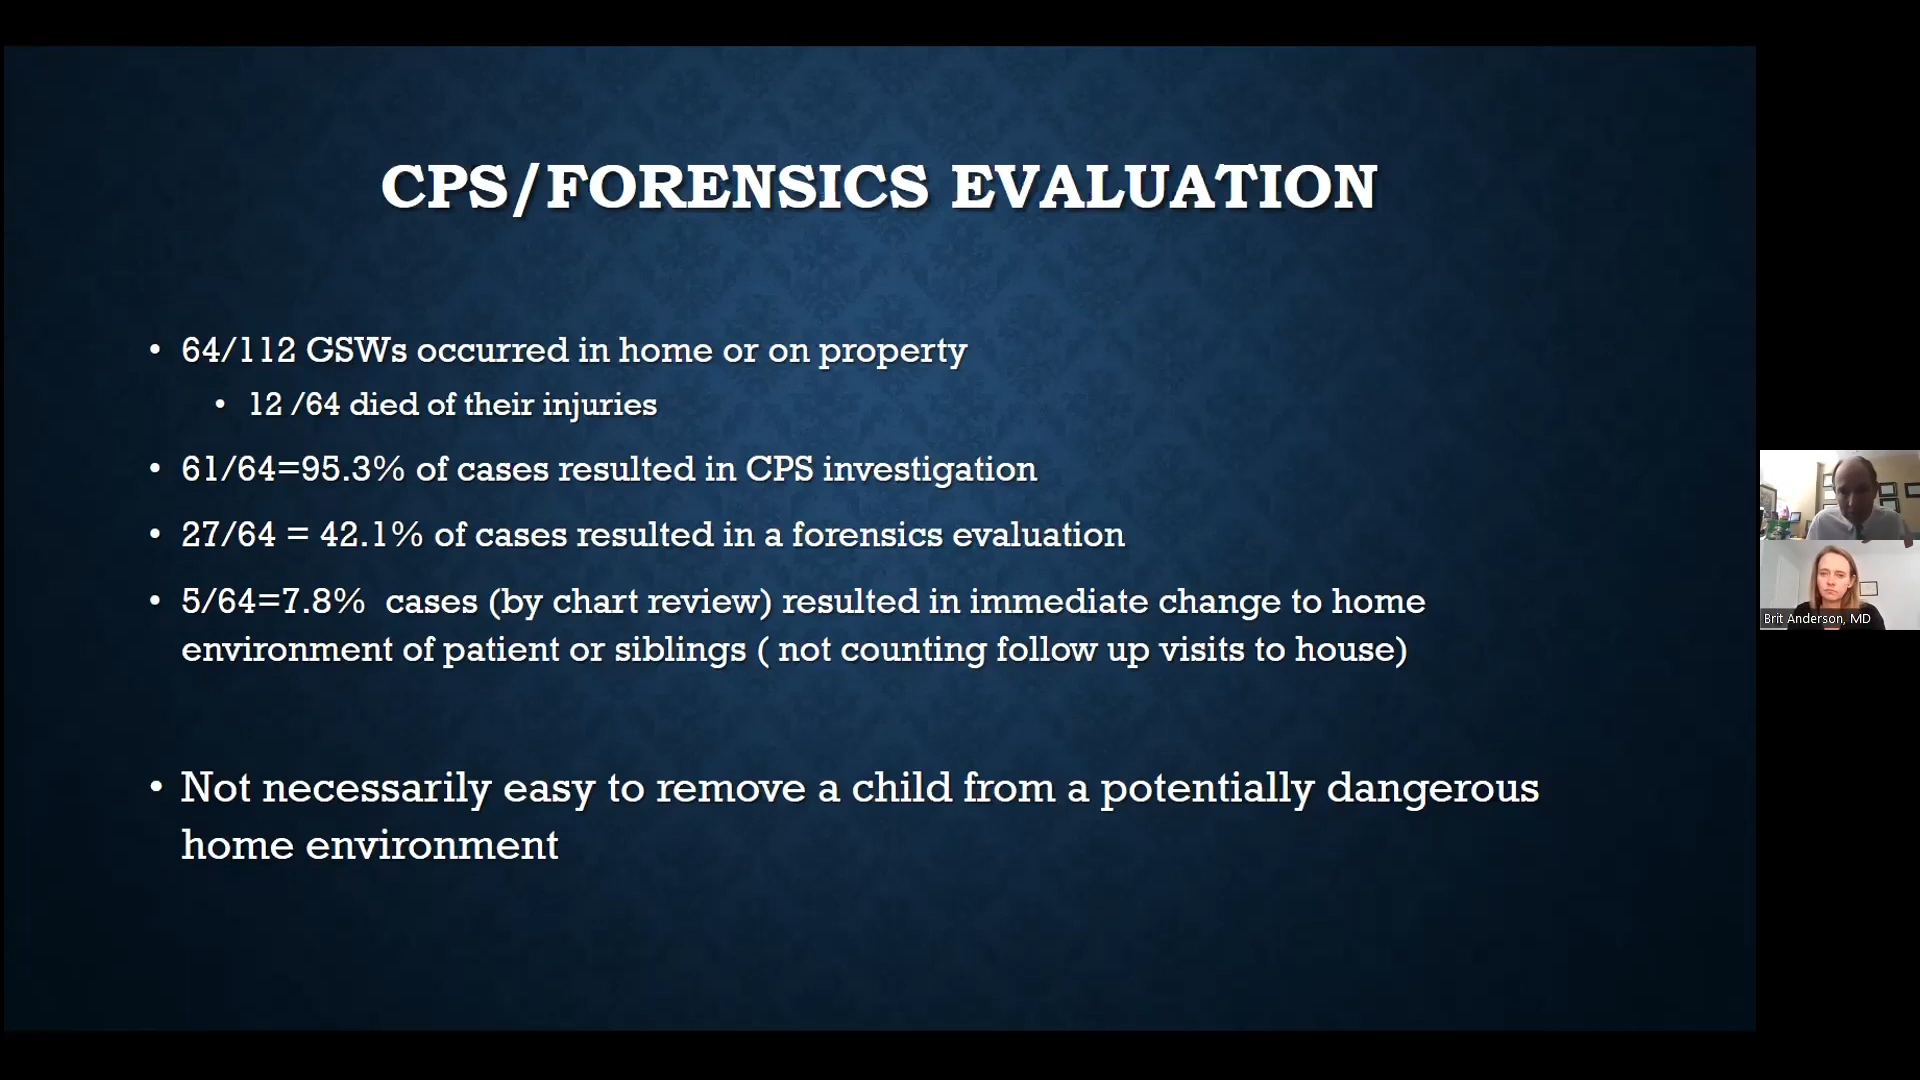 CPS/FORENSICS EVALUATION
• 64/112 GSWs occurred in home or on property
• 12 /64 died of their injuries
• 61/64=95.3% of cases resulted in CPS investigation
• 27/64 = 42.1% of cases resulted in a forensics evaluation
• 5/64=7.8% cases (by chart review) resulted in immediate change to home
environment of patient or siblings ( not counting follow up visits to house)
• Not necessarily easy to remove a child from a potentially dangerous
home environment
Brit Anderson, MD